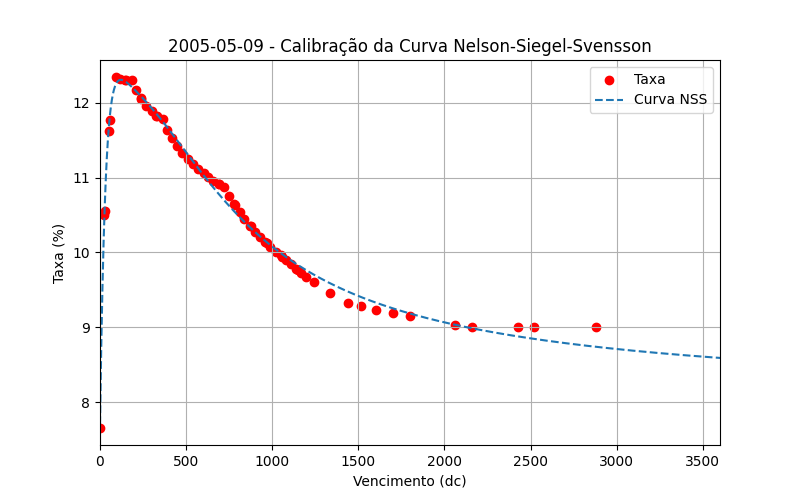 2005-05-09 - Calibração da Curva Nelson-Siegel-Svensson
Taxa
Curva NSS
12
11
10
9
8
Taxa (%)
0 500 1000 1500 2000 2500 3000 3500
Vencimento (dc)